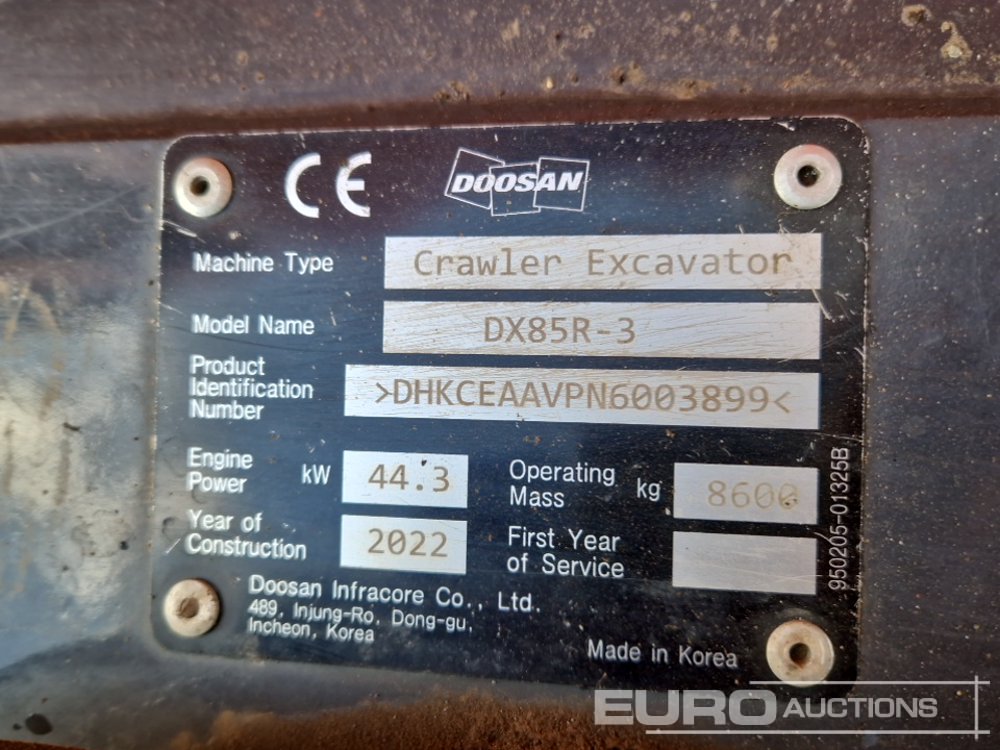 CE DOOSAN
Machine Type Crawler Excavator
Model Name DX85R-3
Product
Identification
Number >DHKCEAAVPN6003899<
Engine
Power kW 44.3
Operating
Mass kg 8600
Year of
Construction 2022
First Year
of Service
Doosan Infracore Co., Ltd.
489, Injung-Ro, Dong-gu,
Incheon, Korea
Made in Korea
950205-01325B
EURO AUCTIONS